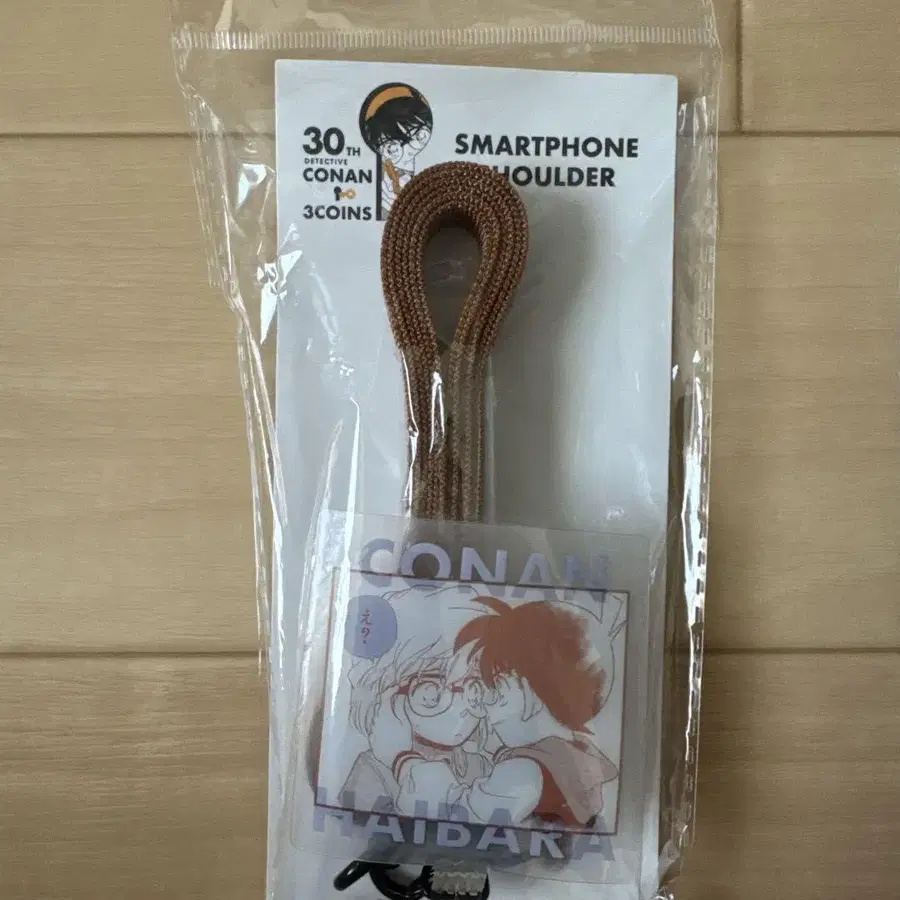 30TH
DETECTIVE
CONAN
3COINS
SMARTPHONE
HOULDER
CONAN
え?
HAIBARA